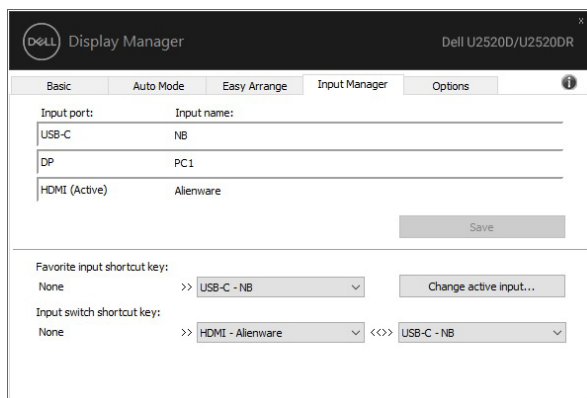 DELL Display Manager Dell U2520D/U2520DR x
Basic Auto Mode Easy Arrange Input Manager Options i
Input port: Input name:
USB-C NB
DP PC1
HDMI (Active) Alienware
Save
Favorite input shortcut key:
None >> USB-C - NB Change active input...
Input switch shortcut key:
None >> HDMI - Alienware <<>> USB-C - NB